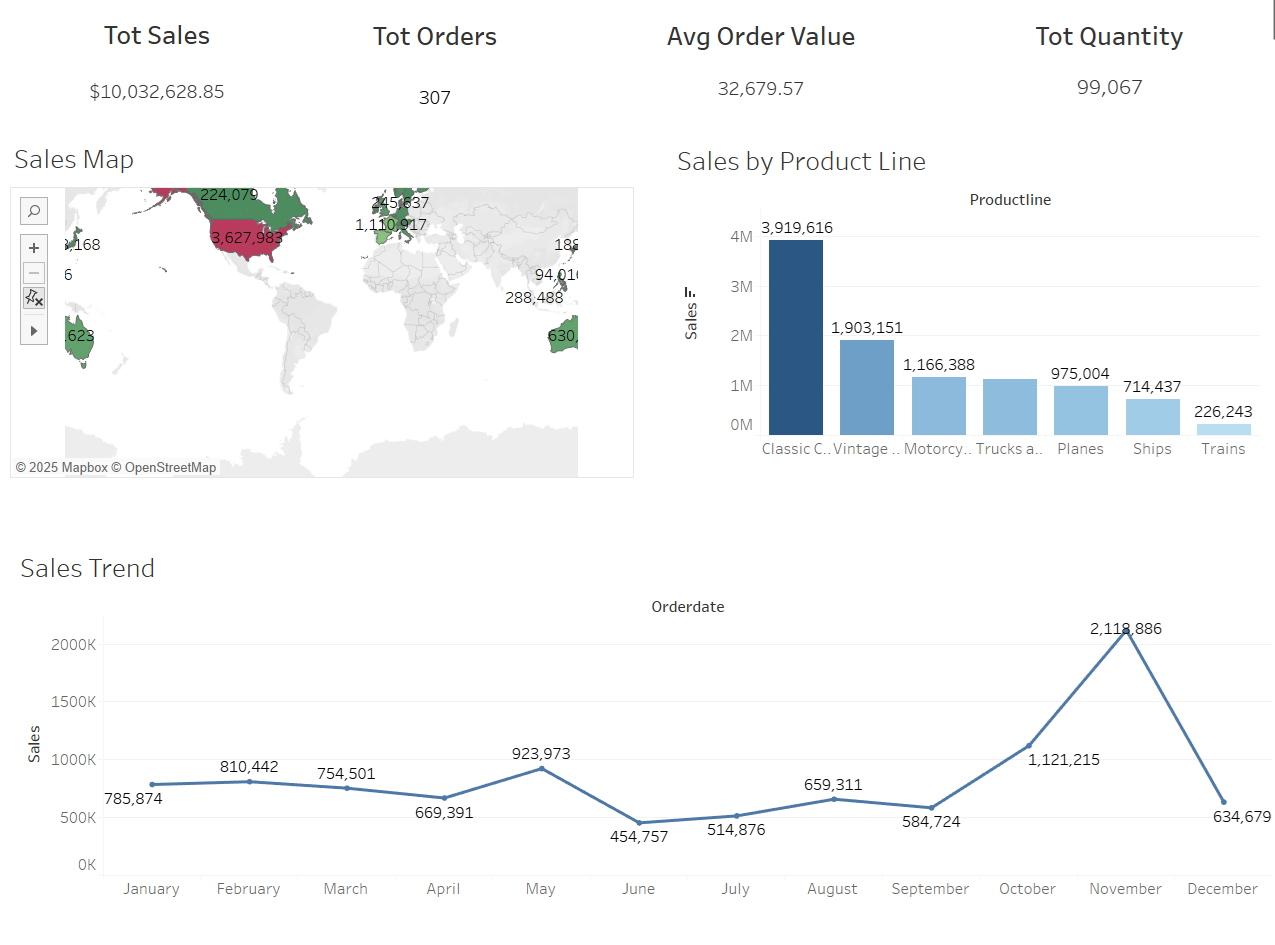 Tot Sales
Tot Orders
Avg Order Value
Tot Quantity
$10,032,628.85
307
32,679.57
99,067
Sales Map
224,079
245,637
1,110,917
3,627,983
,168
188
6
94,016
288,488
,623
630,
© 2025 Mapbox © OpenStreetMap
Sales by Product Line
Productline
Sales
4M
3M
2M
1M
0M
3,919,616
1,903,151
1,166,388
975,004
714,437
226,243
Classic C..
Vintage ..
Motorcy..
Trucks a..
Planes
Ships
Trains
Sales Trend
Orderdate
Sales
2000K
1500K
1000K
500K
0K
785,874
810,442
754,501
669,391
923,973
454,757
514,876
659,311
584,724
1,121,215
2,118,886
634,679
January
February
March
April
May
June
July
August
September
October
November
December